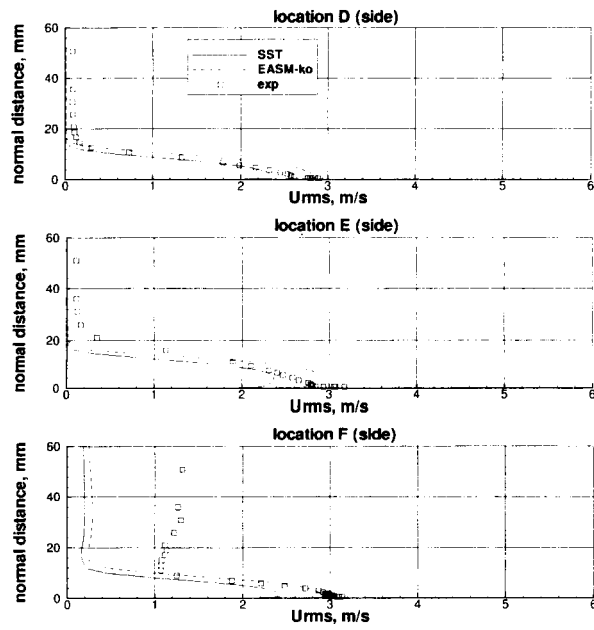 location D (side)
60
40
20
0
normal distance, mm
SST
EASM-ko
exp
0 1 2 3 4 5 6
Urms, m/s
location E (side)
60
40
20
0
normal distance, mm
0 1 2 3 4 5 6
Urms, m/s
location F (side)
60
40
20
0
normal distance, mm
0 1 2 3 4 5 6
Urms, m/s